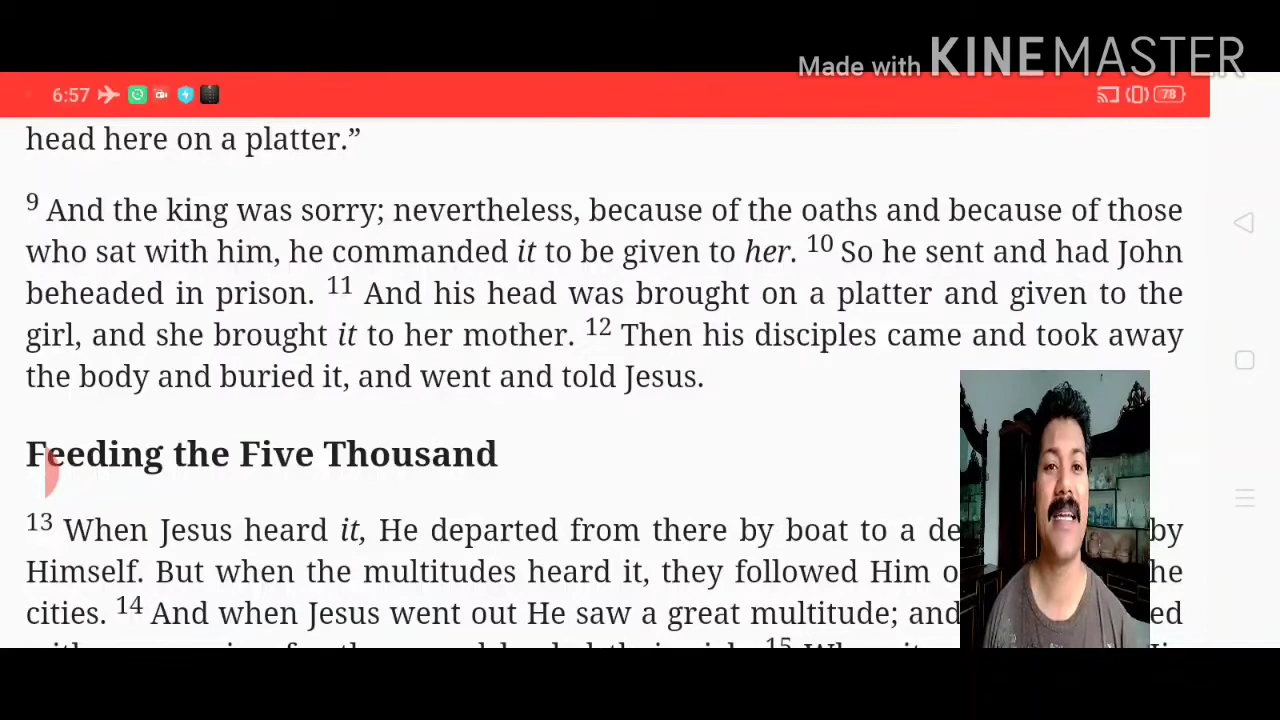 Made with KINEMASTER
6:57
78
head here on a platter.”
9 And the king was sorry; nevertheless, because of the oaths and because of those
who sat with him, he commanded it to be given to her. 10 So he sent and had John
beheaded in prison. 11 And his head was brought on a platter and given to the
girl, and she brought it to her mother. 12 Then his disciples came and took away
the body and buried it, and went and told Jesus.
Feeding the Five Thousand
13 When Jesus heard it, He departed from there by boat to a by
Himself. But when the multitudes heard it, they followed Him
cities. 14 And when Jesus went out He saw a great multitude; and
15